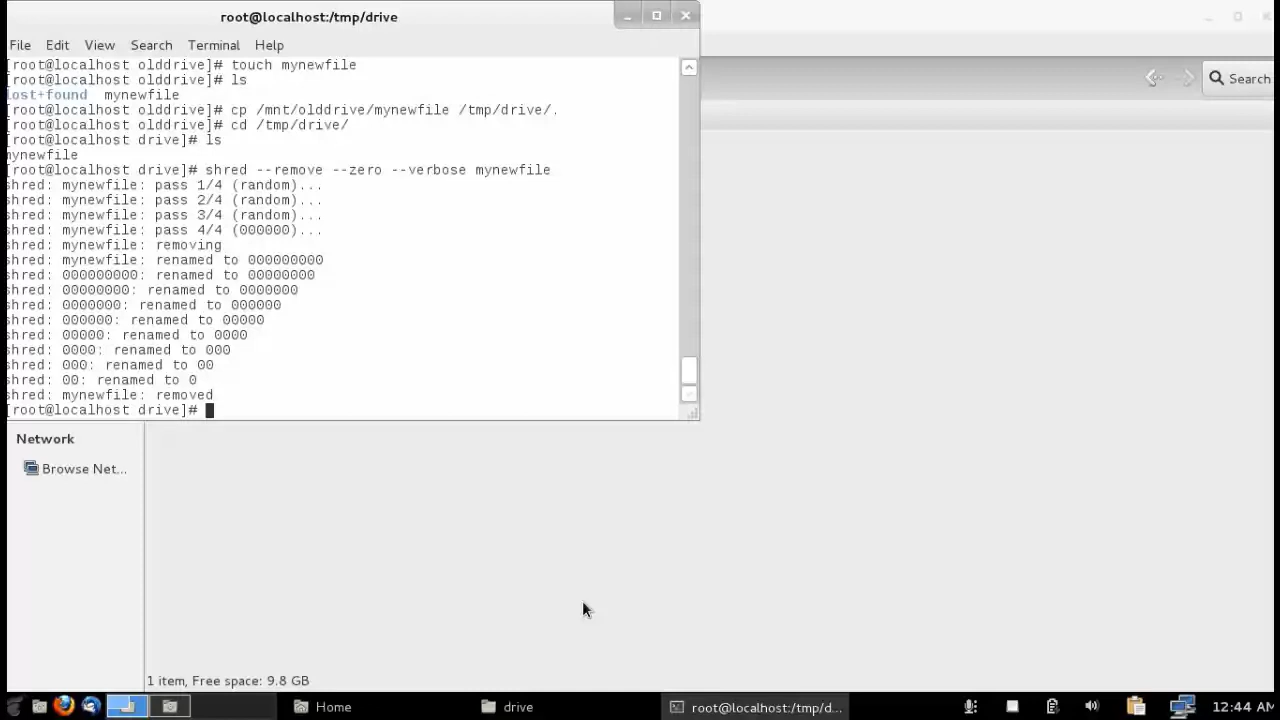 root@localhost:/tmp/drive
File Edit View Search Terminal Help
[root@localhost olddrive]# touch mynewfile
[root@localhost olddrive]# ls
lost+found  mynewfile
[root@localhost olddrive]# cp /mnt/olddrive/mynewfile /tmp/drive/.
[root@localhost olddrive]# cd /tmp/drive/
[root@localhost drive]# ls
mynewfile
[root@localhost drive]# shred --remove --zero --verbose mynewfile
shred: mynewfile: pass 1/4 (random)...
shred: mynewfile: pass 2/4 (random)...
shred: mynewfile: pass 3/4 (random)...
shred: mynewfile: pass 4/4 (000000)...
shred: mynewfile: removing
shred: mynewfile: renamed to 000000000
shred: 000000000: renamed to 00000000
shred: 00000000: renamed to 0000000
shred: 0000000: renamed to 000000
shred: 000000: renamed to 00000
shred: 00000: renamed to 0000
shred: 0000: renamed to 000
shred: 000: renamed to 00
shred: 00: renamed to 0
shred: mynewfile: removed
[root@localhost drive]#
Search
Network
Browse Net...
1 item, Free space: 9.8 GB
Home
drive
root@localhost:/tmp/d...
12:44 AM